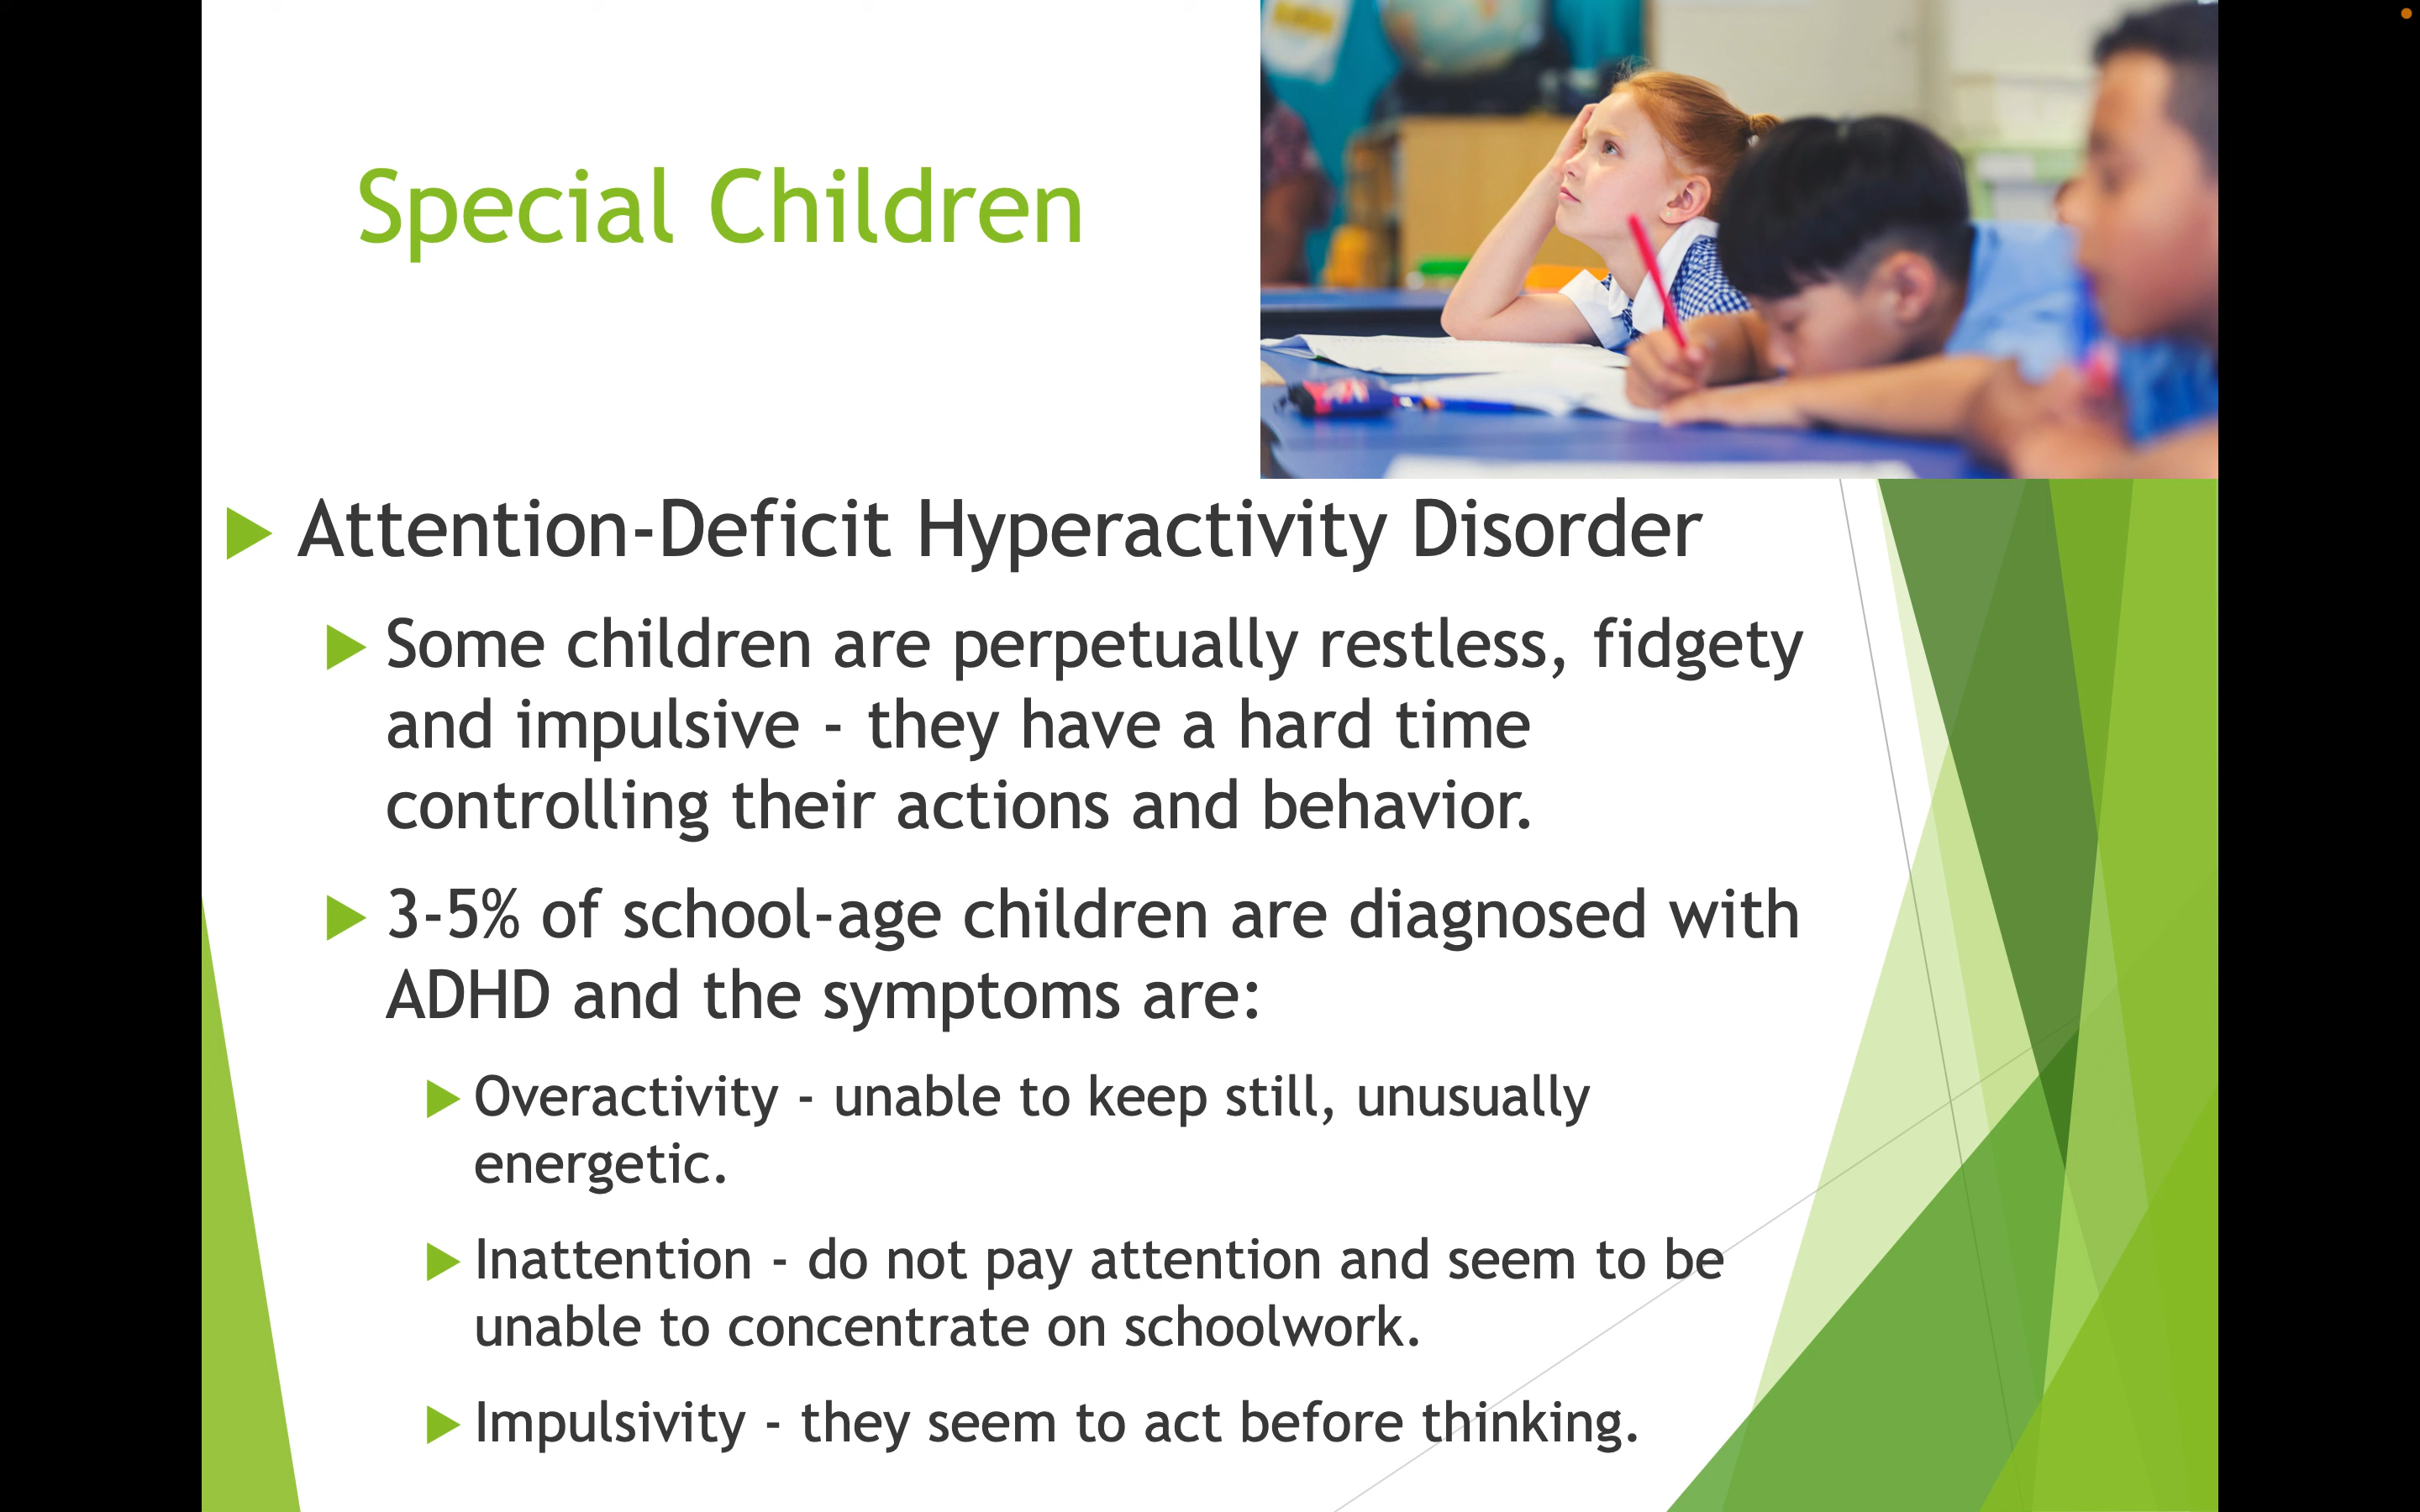 Special Children
Attention-Deficit Hyperactivity Disorder
Some children are perpetually restless, fidgety
and impulsive - they have a hard time
controlling their actions and behavior.
3-5% of school-age children are diagnosed with
ADHD and the symptoms are:
Overactivity - unable to keep still, unusually
energetic.
Inattention - do not pay attention and seem to be
unable to concentrate on schoolwork.
Impulsivity - they seem to act before thinking.